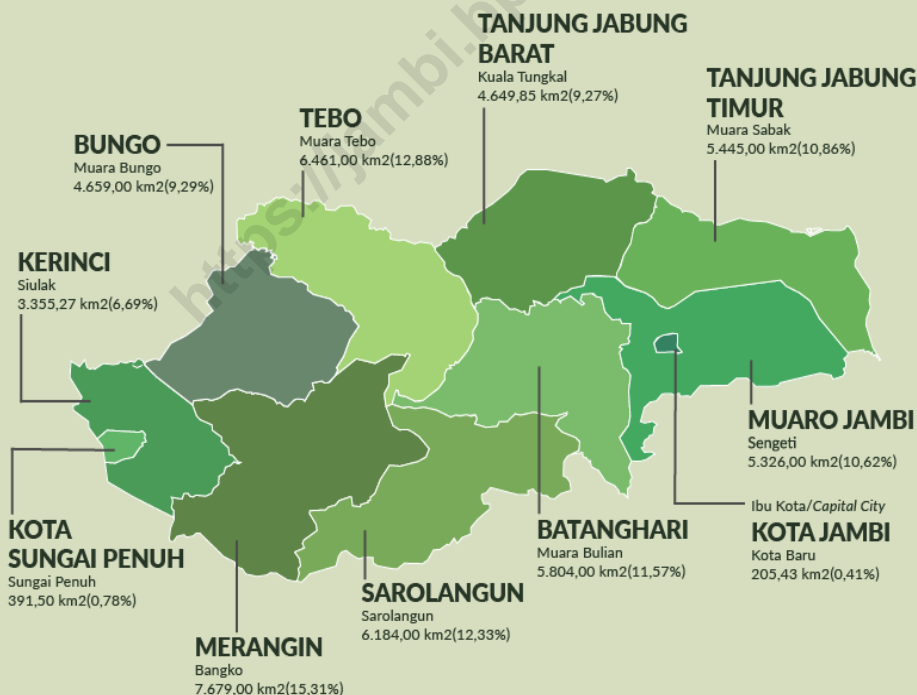 TANJUNG JABUNG
BARAT
Kuala Tungkal
4.649,85 km2(9,27%)
TANJUNG JABUNG
TIMUR
Muara Sabak
5.445,00 km2(10,86%)
TEBO
Muara Tebo
6.461,00 km2(12,88%)
BUNGO
Muara Bungo
4.659,00 km2(9,29%)
KERINCI
Siulak
3.355,27 km2(6,69%)
MUARO JAMBI
Sengeti
5.326,00 km2(10,62%)
Ibu Kota/Capital City
KOTA JAMBI
Kota Baru
205,43 km2(0,41%)
KOTA
SUNGAI PENUH
Sungai Penuh
391,50 km2(0,78%)
BATANGHARI
Muara Bulian
5.804,00 km2(11,57%)
SAROLANGUN
Sarolangun
6.184,00 km2(12,33%)
MERANGIN
Bangko
7.679,00 km2(15,31%)
https://jambi.bp